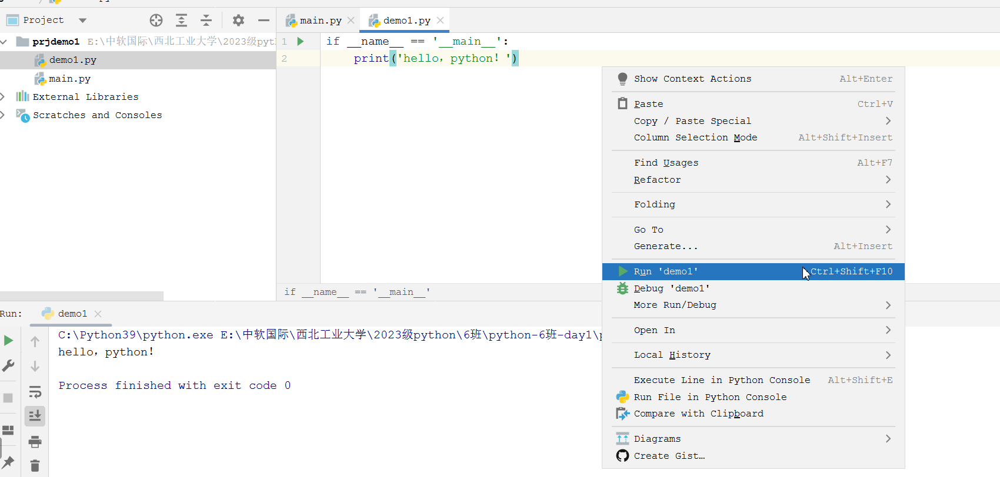 Project
main.py
demo1.py
prjdemo1 E:\中软国际\西北工业大学\2023级pyt
demo1.py
main.py
External Libraries
Scratches and Consoles
1 if __name__ == '__main__':
2 print('hello，python！')
if __name__ == '__main__'
Show Context Actions Alt+Enter
Paste Ctrl+V
Copy / Paste Special
Column Selection Mode Alt+Shift+Insert
Find Usages Alt+F7
Refactor
Folding
Go To
Generate... Alt+Insert
Run 'demo1' Ctrl+Shift+F10
Debug 'demo1'
More Run/Debug
Open In
Local History
Execute Line in Python Console Alt+Shift+E
Run File in Python Console
Compare with Clipboard
Diagrams
Create Gist…
Run: demo1
C:\Python39\python.exe E:\中软国际\西北工业大学\2023级python\6班\python-6班-day1\
hello，python！
Process finished with exit code 0